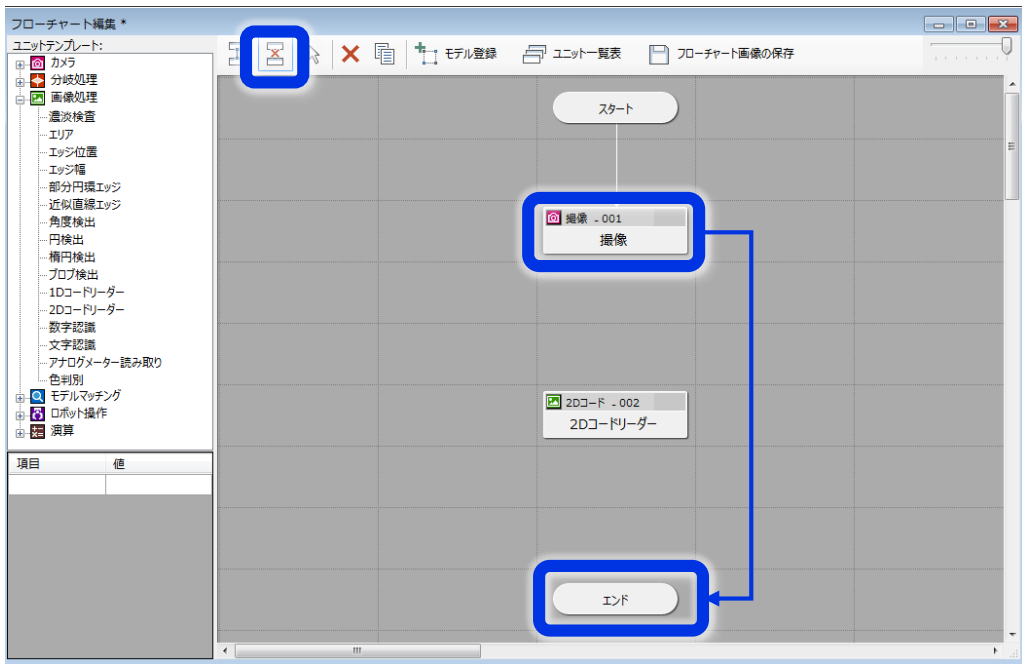 フローチャート編集 *
ユニットテンプレート:
モデル登録
ユニット一覧表
フローチャート画像の保存
カメラ
分岐処理
画像処理
濃淡検査
エリア
エッジ位置
エッジ幅
部分円環エッジ
近似直線エッジ
角度検出
円検出
楕円検出
ブロブ検出
1Dコードリーダー
2Dコードリーダー
数字認識
文字認識
アナログメーター読み取り
色判別
モデルマッチング
ロボット操作
演算
項目 値
スタート
撮像 - 001
撮像
2Dコード - 002
2Dコードリーダー
エンド